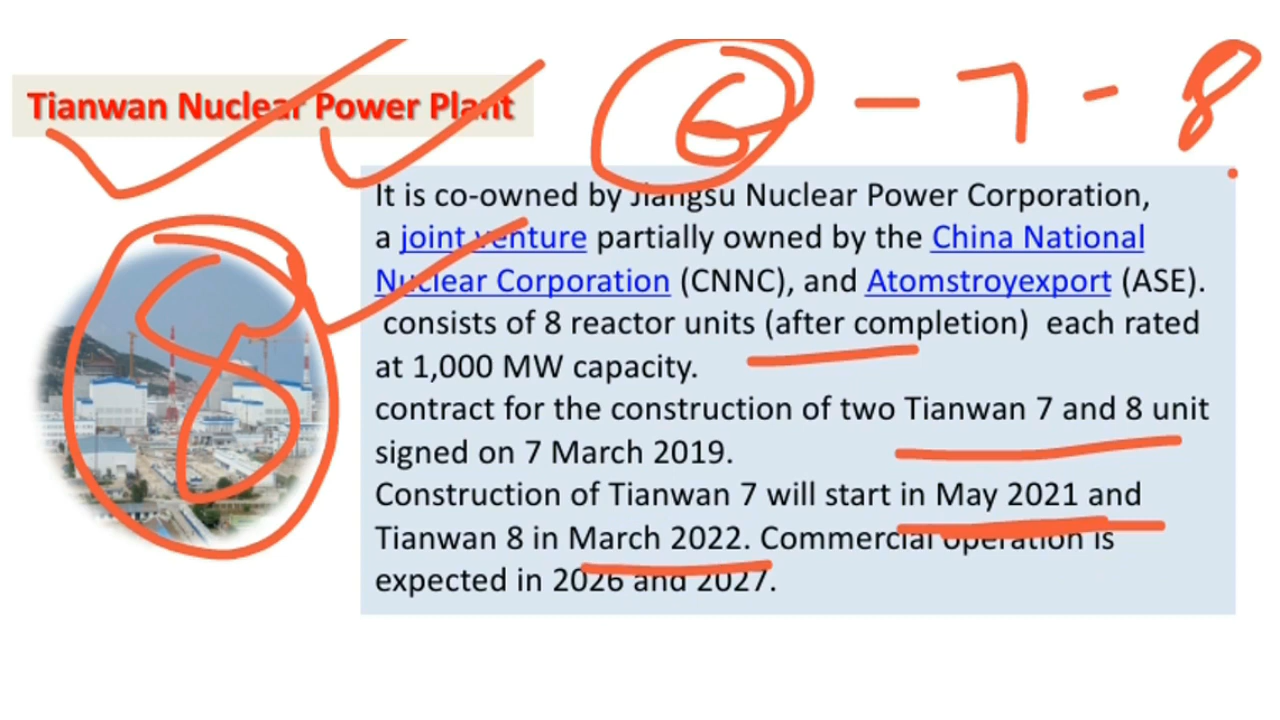 Tianwan Nuclear Power Plant
6 - 7 - 8
It is co-owned by Jiangsu Nuclear Power Corporation,
a joint venture partially owned by the China National
Nuclear Corporation (CNNC), and Atomstroyexport (ASE).
consists of 8 reactor units (after completion) each rated
at 1,000 MW capacity.
contract for the construction of two Tianwan 7 and 8 unit
signed on 7 March 2019.
Construction of Tianwan 7 will start in May 2021 and
Tianwan 8 in March 2022. Commercial operation is
expected in 2026 and 2027.
8